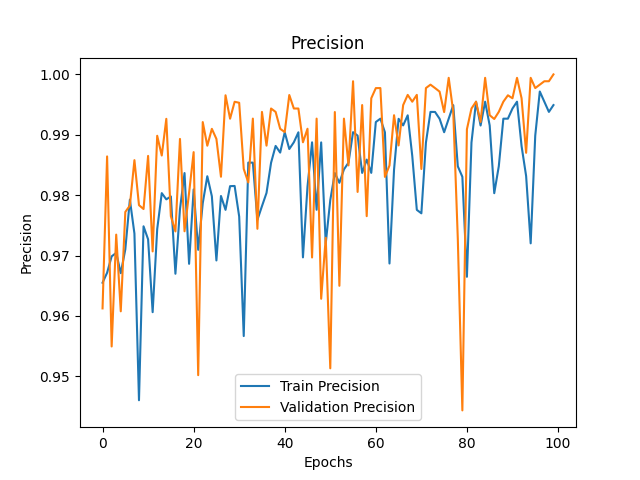 Precision
1.00
0.99
0.98
0.97
0.96
0.95
Precision
Train Precision
Validation Precision
0 20 40 60 80 100
Epochs